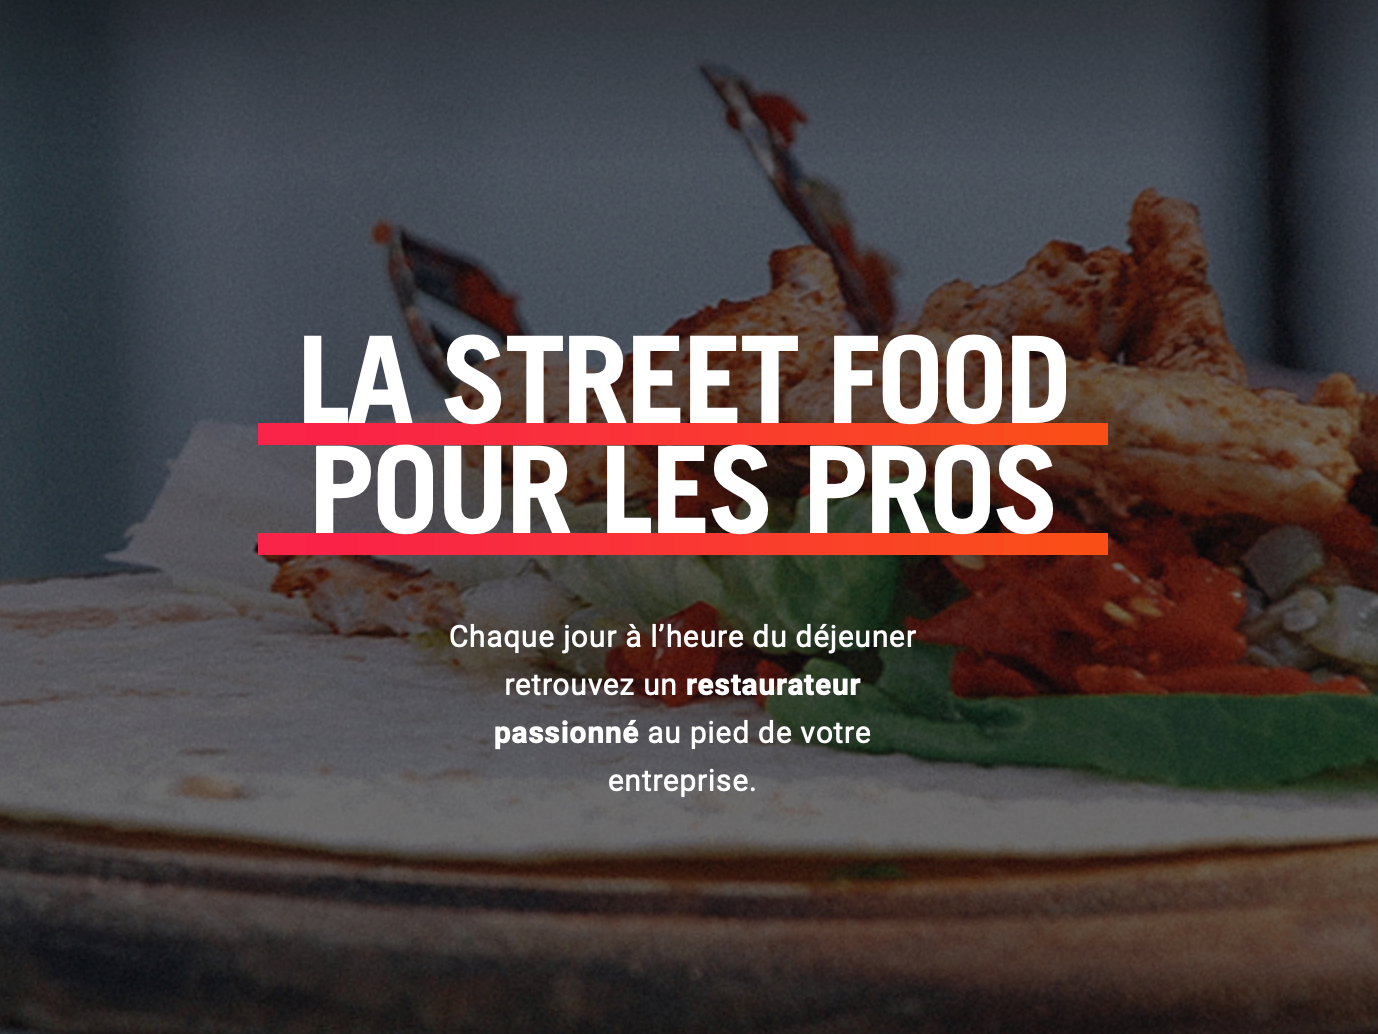 LA STREET FOOD
POUR LES PROS
Chaque jour à l’heure du déjeuner
retrouvez un restaurateur
passionné au pied de votre
entreprise.